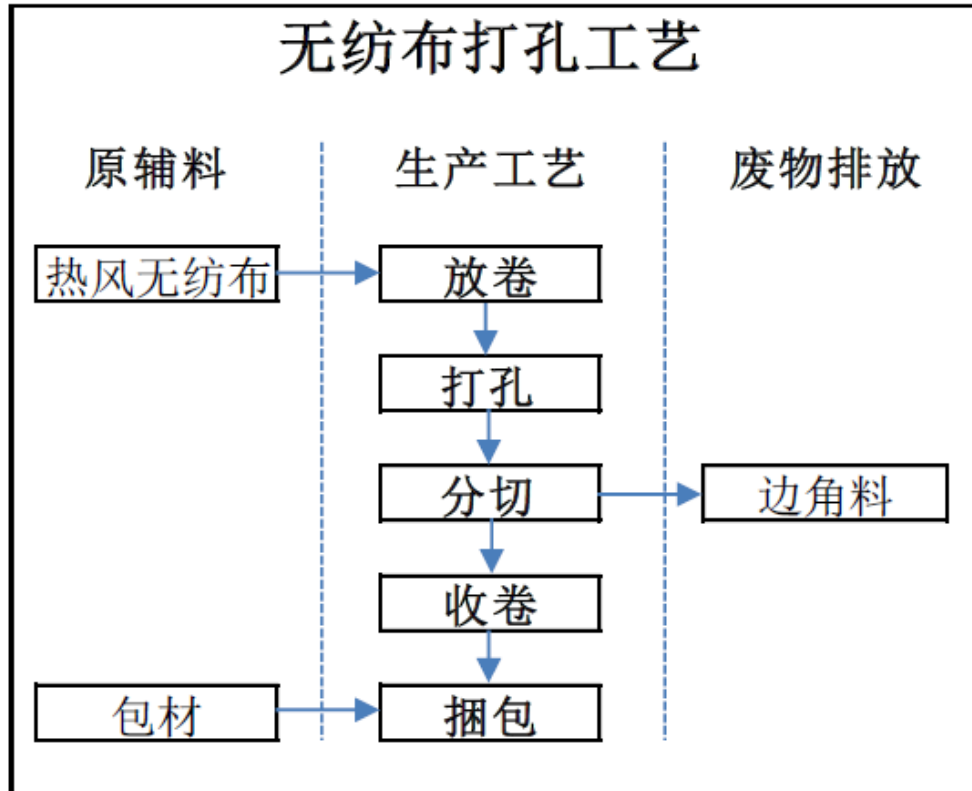 无纺布打孔工艺
原辅料 生产工艺 废物排放
热风无纺布 放卷
打孔
分切 边角料
收卷
包材 捆包